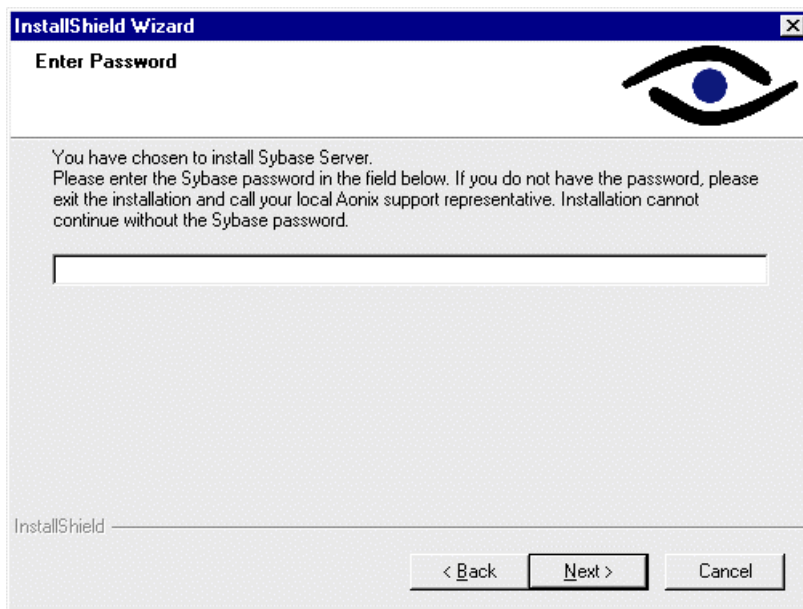 InstallShield Wizard
Enter Password
You have chosen to install Sybase Server.
Please enter the Sybase password in the field below. If you do not have the password, please
exit the installation and call your local Aonix support representative. Installation cannot
continue without the Sybase password.
InstallShield
< Back Next > Cancel